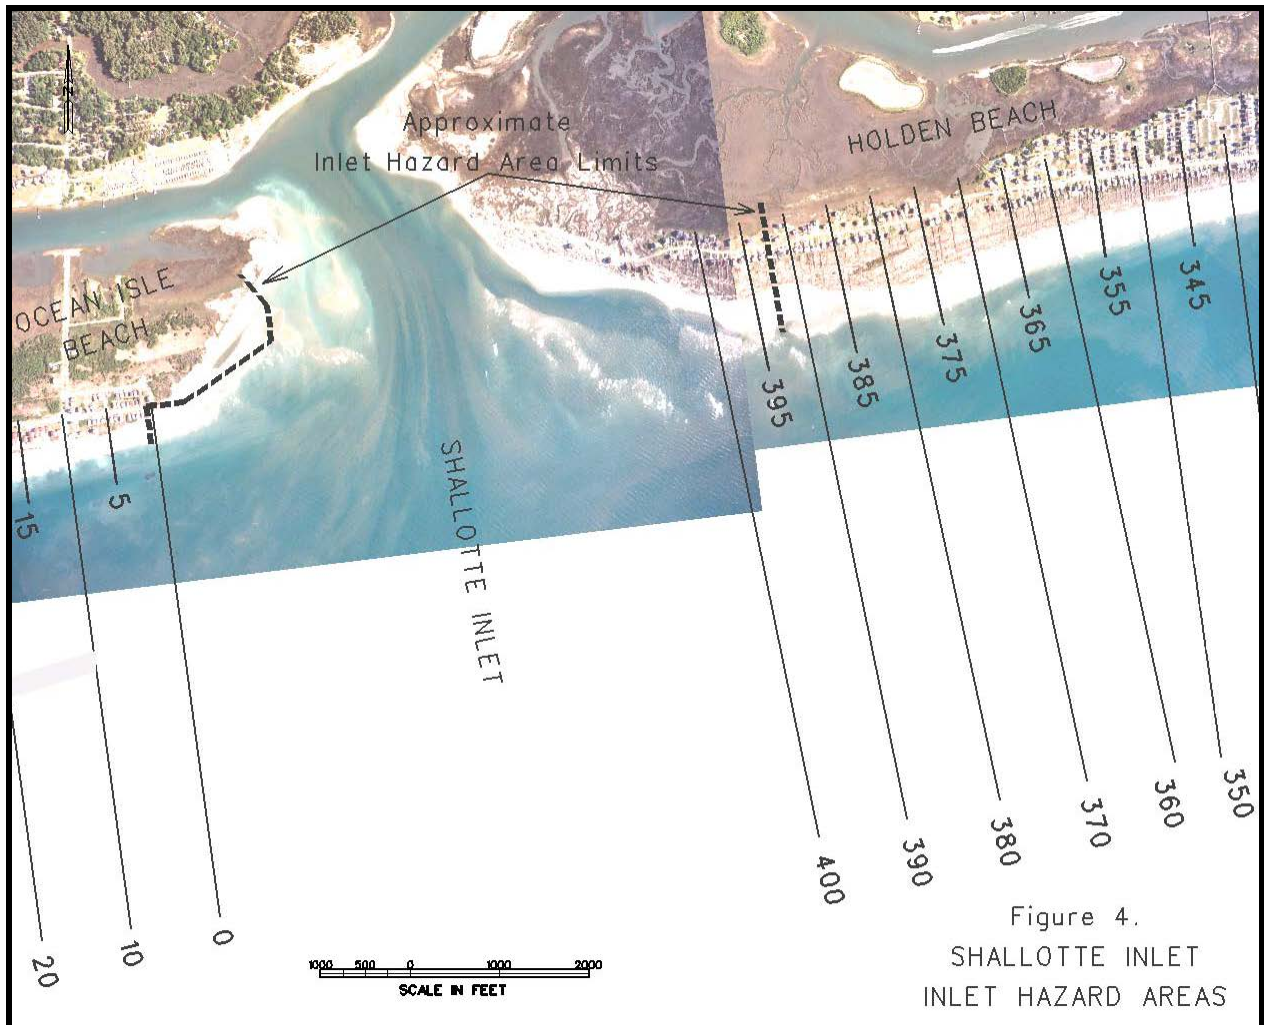 N
Approximate
Inlet Hazard Area Limits
HOLDEN BEACH
OCEAN ISLE
BEACH
SHALLOTTE INLET
15
5
395
385
375
365
355
345
20
10
0
400
390
380
370
360
350
1000 500 0 1000 2000
SCALE IN FEET
Figure 4.
SHALLOTTE INLET
INLET HAZARD AREAS